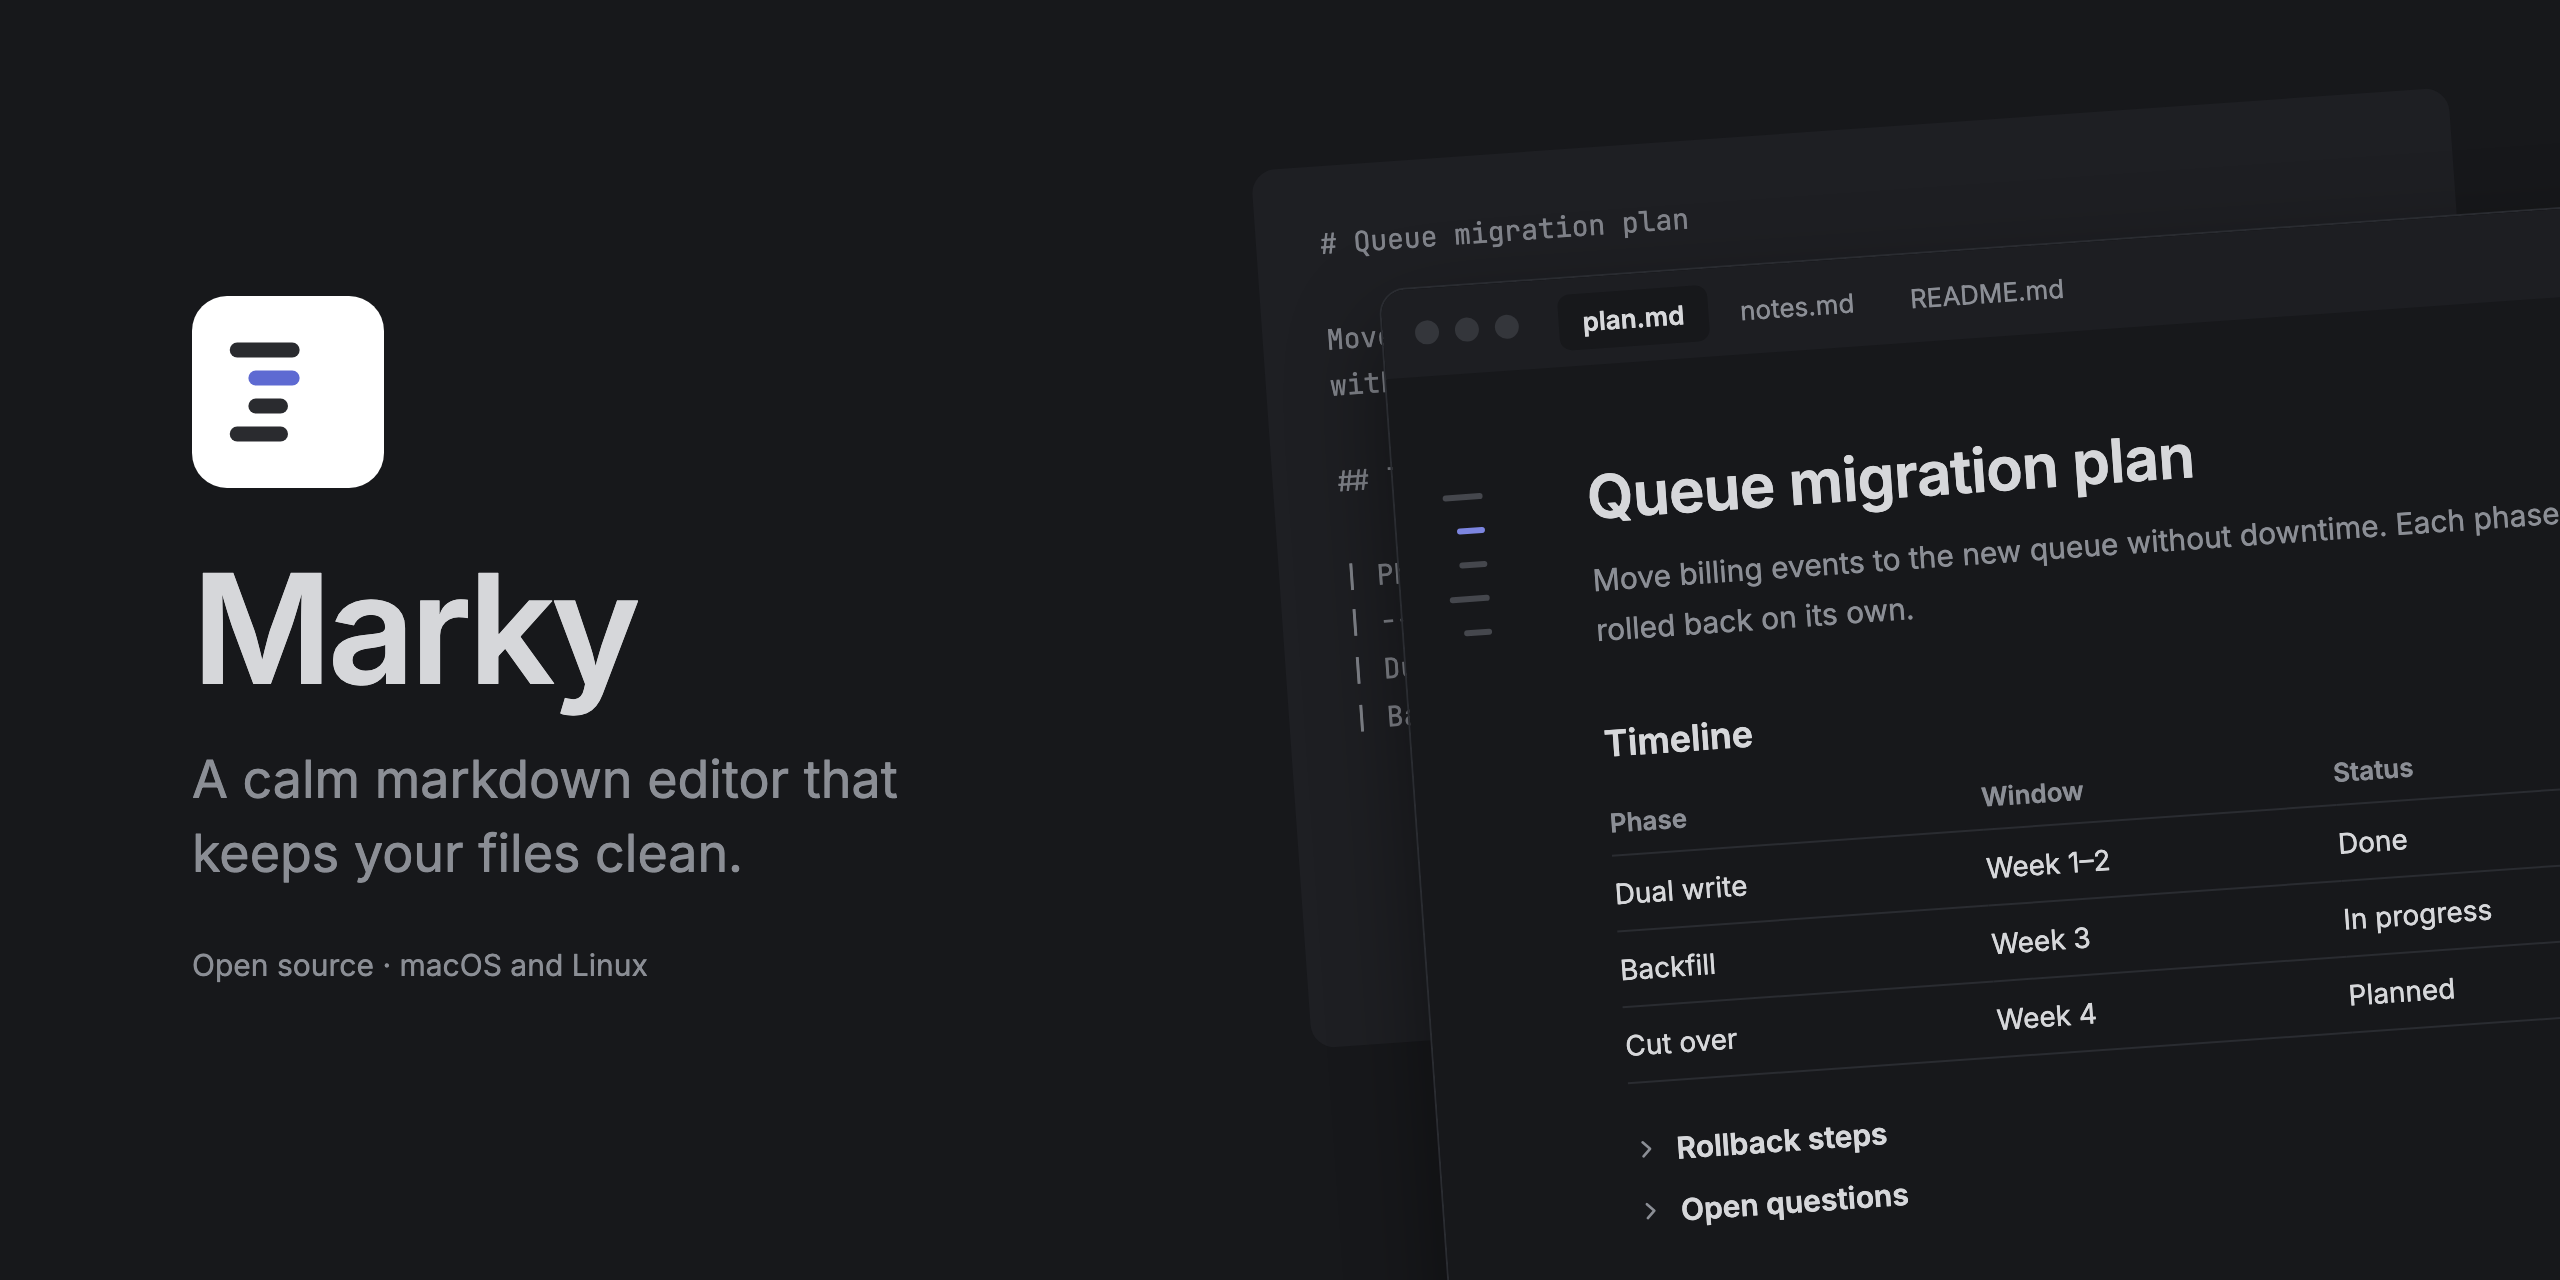 Marky
A calm markdown editor that
keeps your files clean.
Open source · macOS and Linux
# Queue migration plan
##
|
| -
|
|
plan.md notes.md README.md
Queue migration plan
Move billing events to the new queue without downtime. Each phase
rolled back on its own.
Timeline
Phase Window Status
Dual write Week 1–2 Done
Backfill Week 3 In progress
Cut over Week 4 Planned
Rollback steps
Open questions